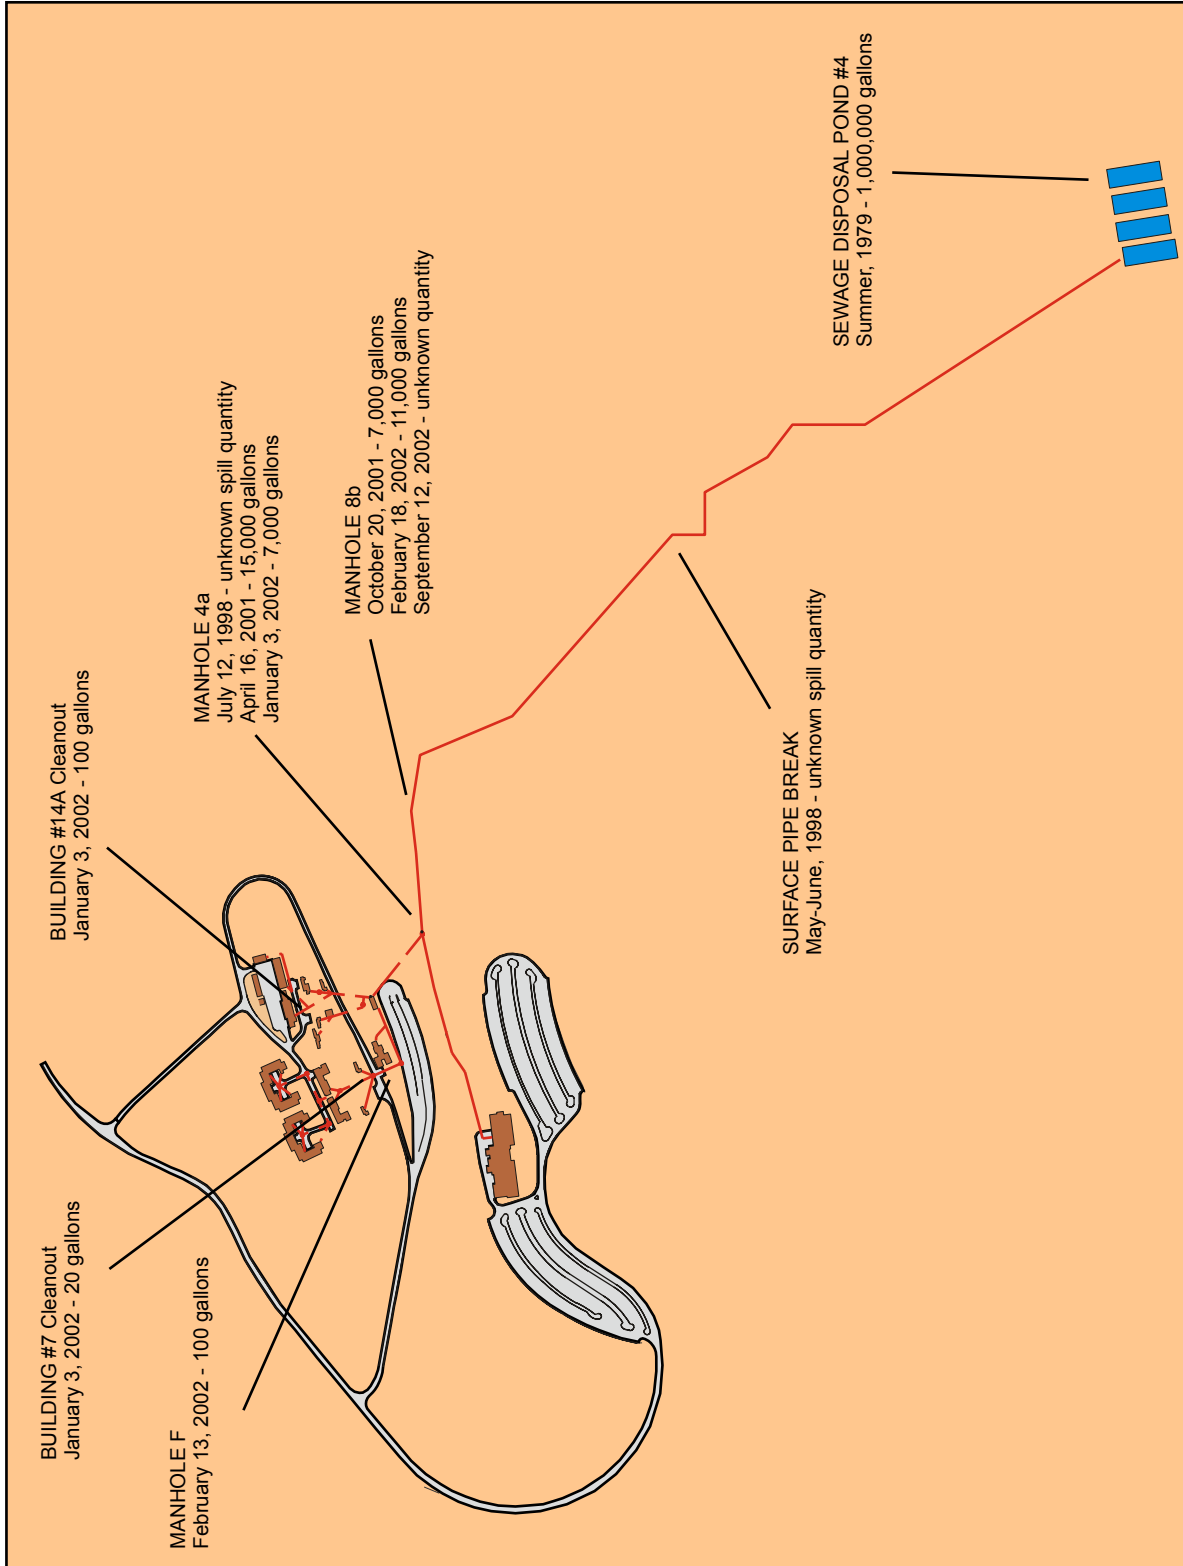 BUILDING #7 Cleanout
January 3, 2002 - 20 gallons
MANHOLE F
February 13, 2002 - 100 gallons
BUILDING #14A Cleanout
January 3, 2002 - 100 gallons
MANHOLE 4a
July 12, 1998 - unknown spill quantity
April 16, 2001 - 15,000 gallons
January 3, 2002 - 7,000 gallons
MANHOLE 8b
October 20, 2001 - 7,000 gallons
February 18, 2002 - 11,000 gallons
September 12, 2002 - unknown quantity
SURFACE PIPE BREAK
May-June, 1998 - unknown spill quantity
SEWAGE DISPOSAL POND #4
Summer, 1979 - 1,000,000 gallons